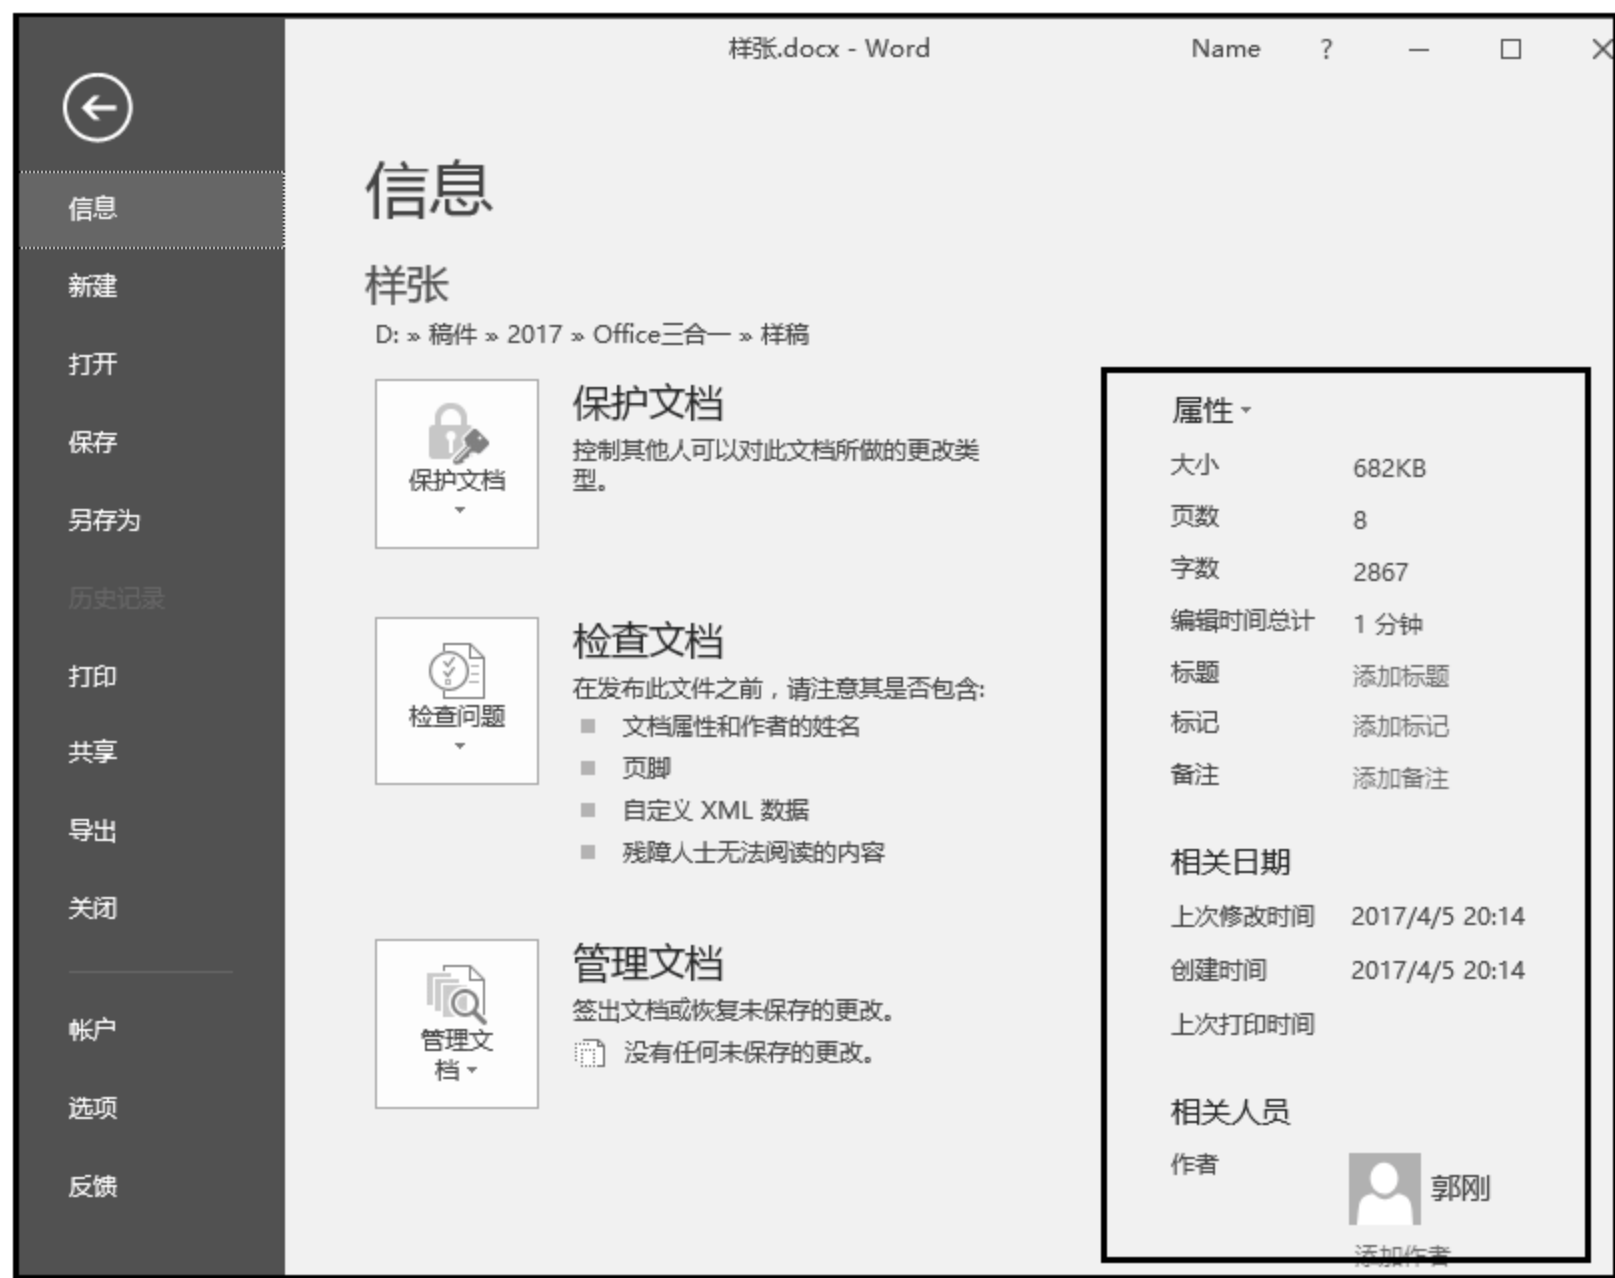 样张.docx - Word
Name
?
信息
新建
打开
保存
另存为
历史记录
打印
共享
导出
关闭
帐户
选项
反馈
信息
样张
D: » 稿件 » 2017 » Office三合一 » 样稿
保护文档
保护文档
控制其他人可以对此文档所做的更改类
型。
检查问题
检查文档
在发布此文件之前，请注意其是否包含:
文档属性和作者的姓名
页脚
自定义 XML 数据
残障人士无法阅读的内容
管理文
档
管理文档
签出文档或恢复未保存的更改。
没有任何未保存的更改。
属性
大小 682KB
页数 8
字数 2867
编辑时间总计 1 分钟
标题 添加标题
标记 添加标记
备注 添加备注
相关日期
上次修改时间 2017/4/5 20:14
创建时间 2017/4/5 20:14
上次打印时间
相关人员
作者 郭刚
添加作者